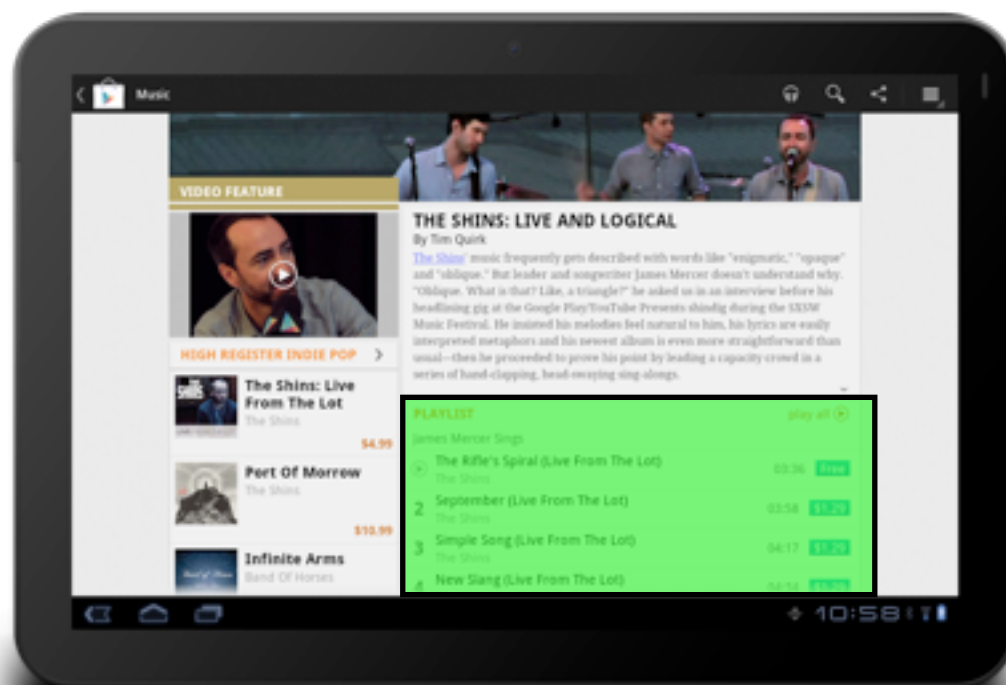 Music
VIDEO FEATURE
HIGH REGISTER INDIE POP
The Shins: Live
From The Lot
The Shins
$4.99
Port Of Morrow
The Shins
$10.99
Infinite Arms
Band Of Horses
THE SHINS: LIVE AND LOGICAL
By Tim Quirk
The Shins' music frequently gets described with words like "enigmatic," "opaque"
and "oblique." But leader and songwriter James Mercer doesn't understand why.
"Oblique. What is that? Like, a triangle?" he asked us in an interview before his
headlining gig at the Google Play/YouTube Presents shindig during the SXSW
Music Festival. He insisted his melodies feel natural to him, his lyrics are easily
interpreted metaphors and his newest album is even more straightforward than
usual—then he proceeded to prove his point by leading a capacity crowd in a
series of hand-clapping, head-swaying sing-alongs.
PLAYLIST play all
James Mercer Sings
The Rifle's Spiral (Live From The Lot) 03:36 Free
The Shins
2 September (Live From The Lot) 03:58 $1.29
The Shins
3 Simple Song (Live From The Lot) 04:17 $1.29
The Shins
4 New Slang (Live From The Lot)
10:58